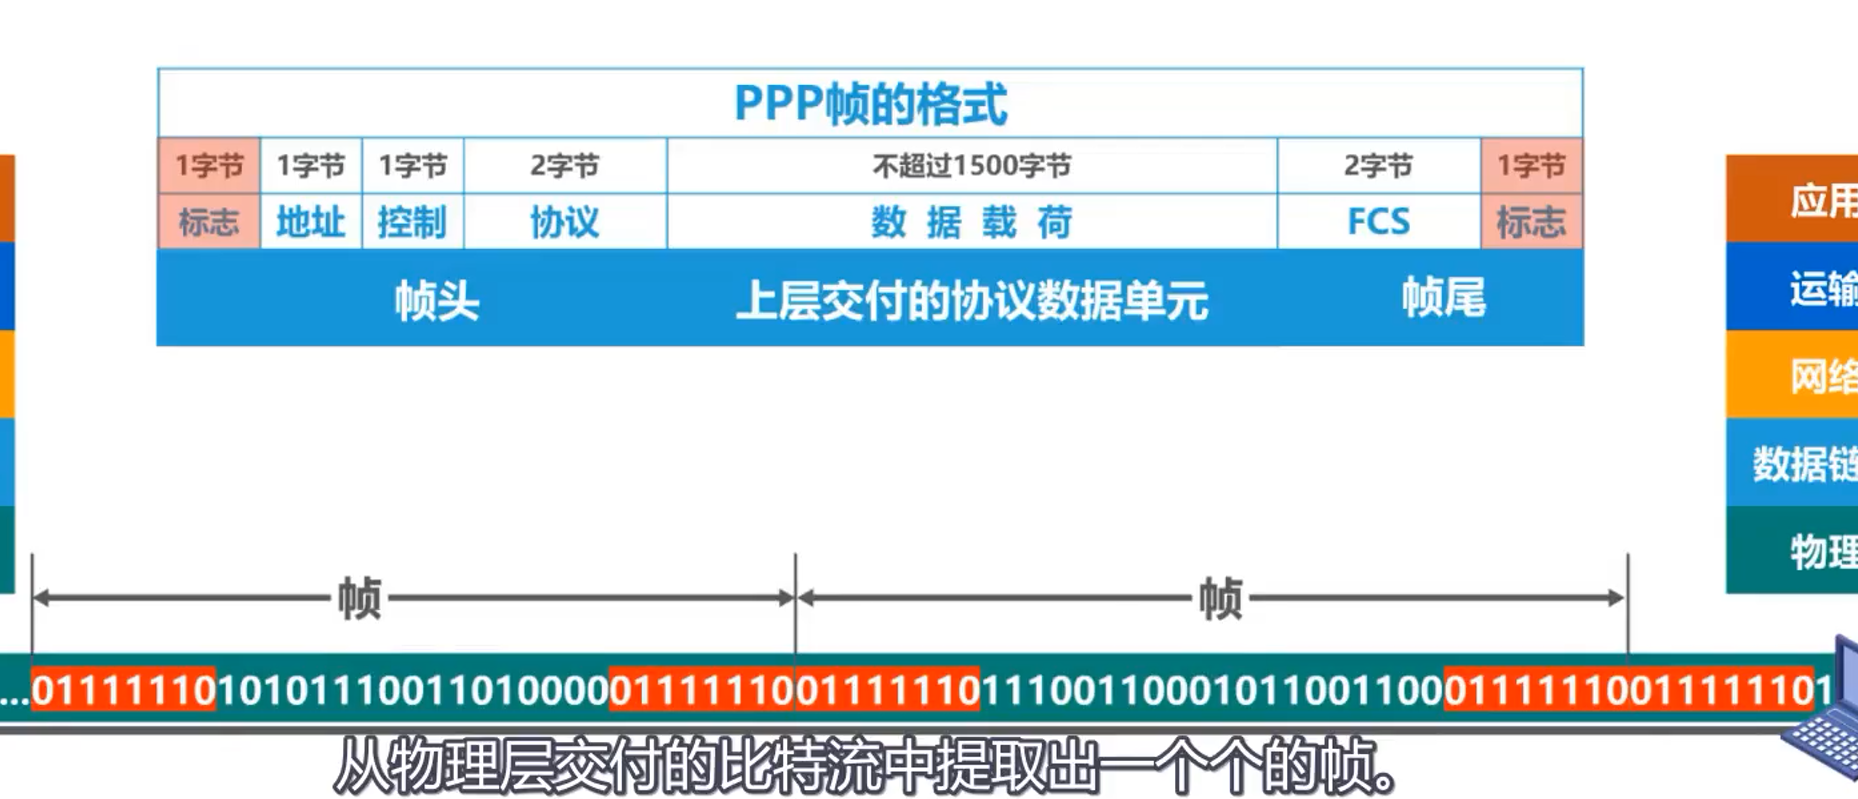 PPP帧的格式
1字节 1字节 1字节 2字节 不超过1500字节 2字节 1字节
标志 地址 控制 协议 数据载荷 FCS 标志
帧头 上层交付的协议数据单元 帧尾
应用
运输
网络
数据链
物理
帧 帧
...01111110101011100110100000111111001111110111001100010110011000111111001111101
从物理层交付的比特流中提取出一个个的帧。